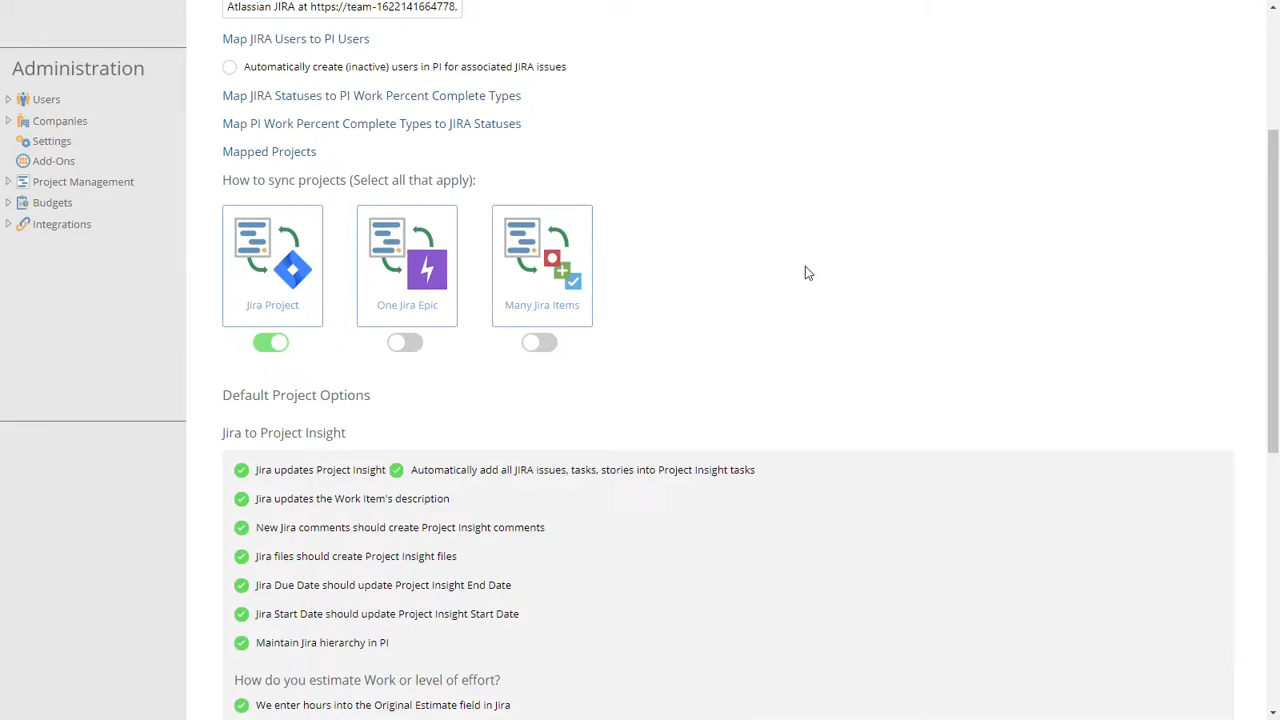 Atlassian JIRA at https://team-1622141664778.
Map JIRA Users to PI Users
Automatically create (inactive) users in PI for associated JIRA issues
Map JIRA Statuses to PI Work Percent Complete Types
Map PI Work Percent Complete Types to JIRA Statuses
Mapped Projects
How to sync projects (Select all that apply):
Jira Project
One Jira Epic
Many Jira Items
Default Project Options
Jira to Project Insight
Jira updates Project Insight Automatically add all JIRA issues, tasks, stories into Project Insight tasks
Jira updates the Work Item's description
New Jira comments should create Project Insight comments
Jira files should create Project Insight files
Jira Due Date should update Project Insight End Date
Jira Start Date should update Project Insight Start Date
Maintain Jira hierarchy in PI
How do you estimate Work or level of effort?
We enter hours into the Original Estimate field in Jira
Administration
Users
Companies
Settings
Add-Ons
Project Management
Budgets
Integrations